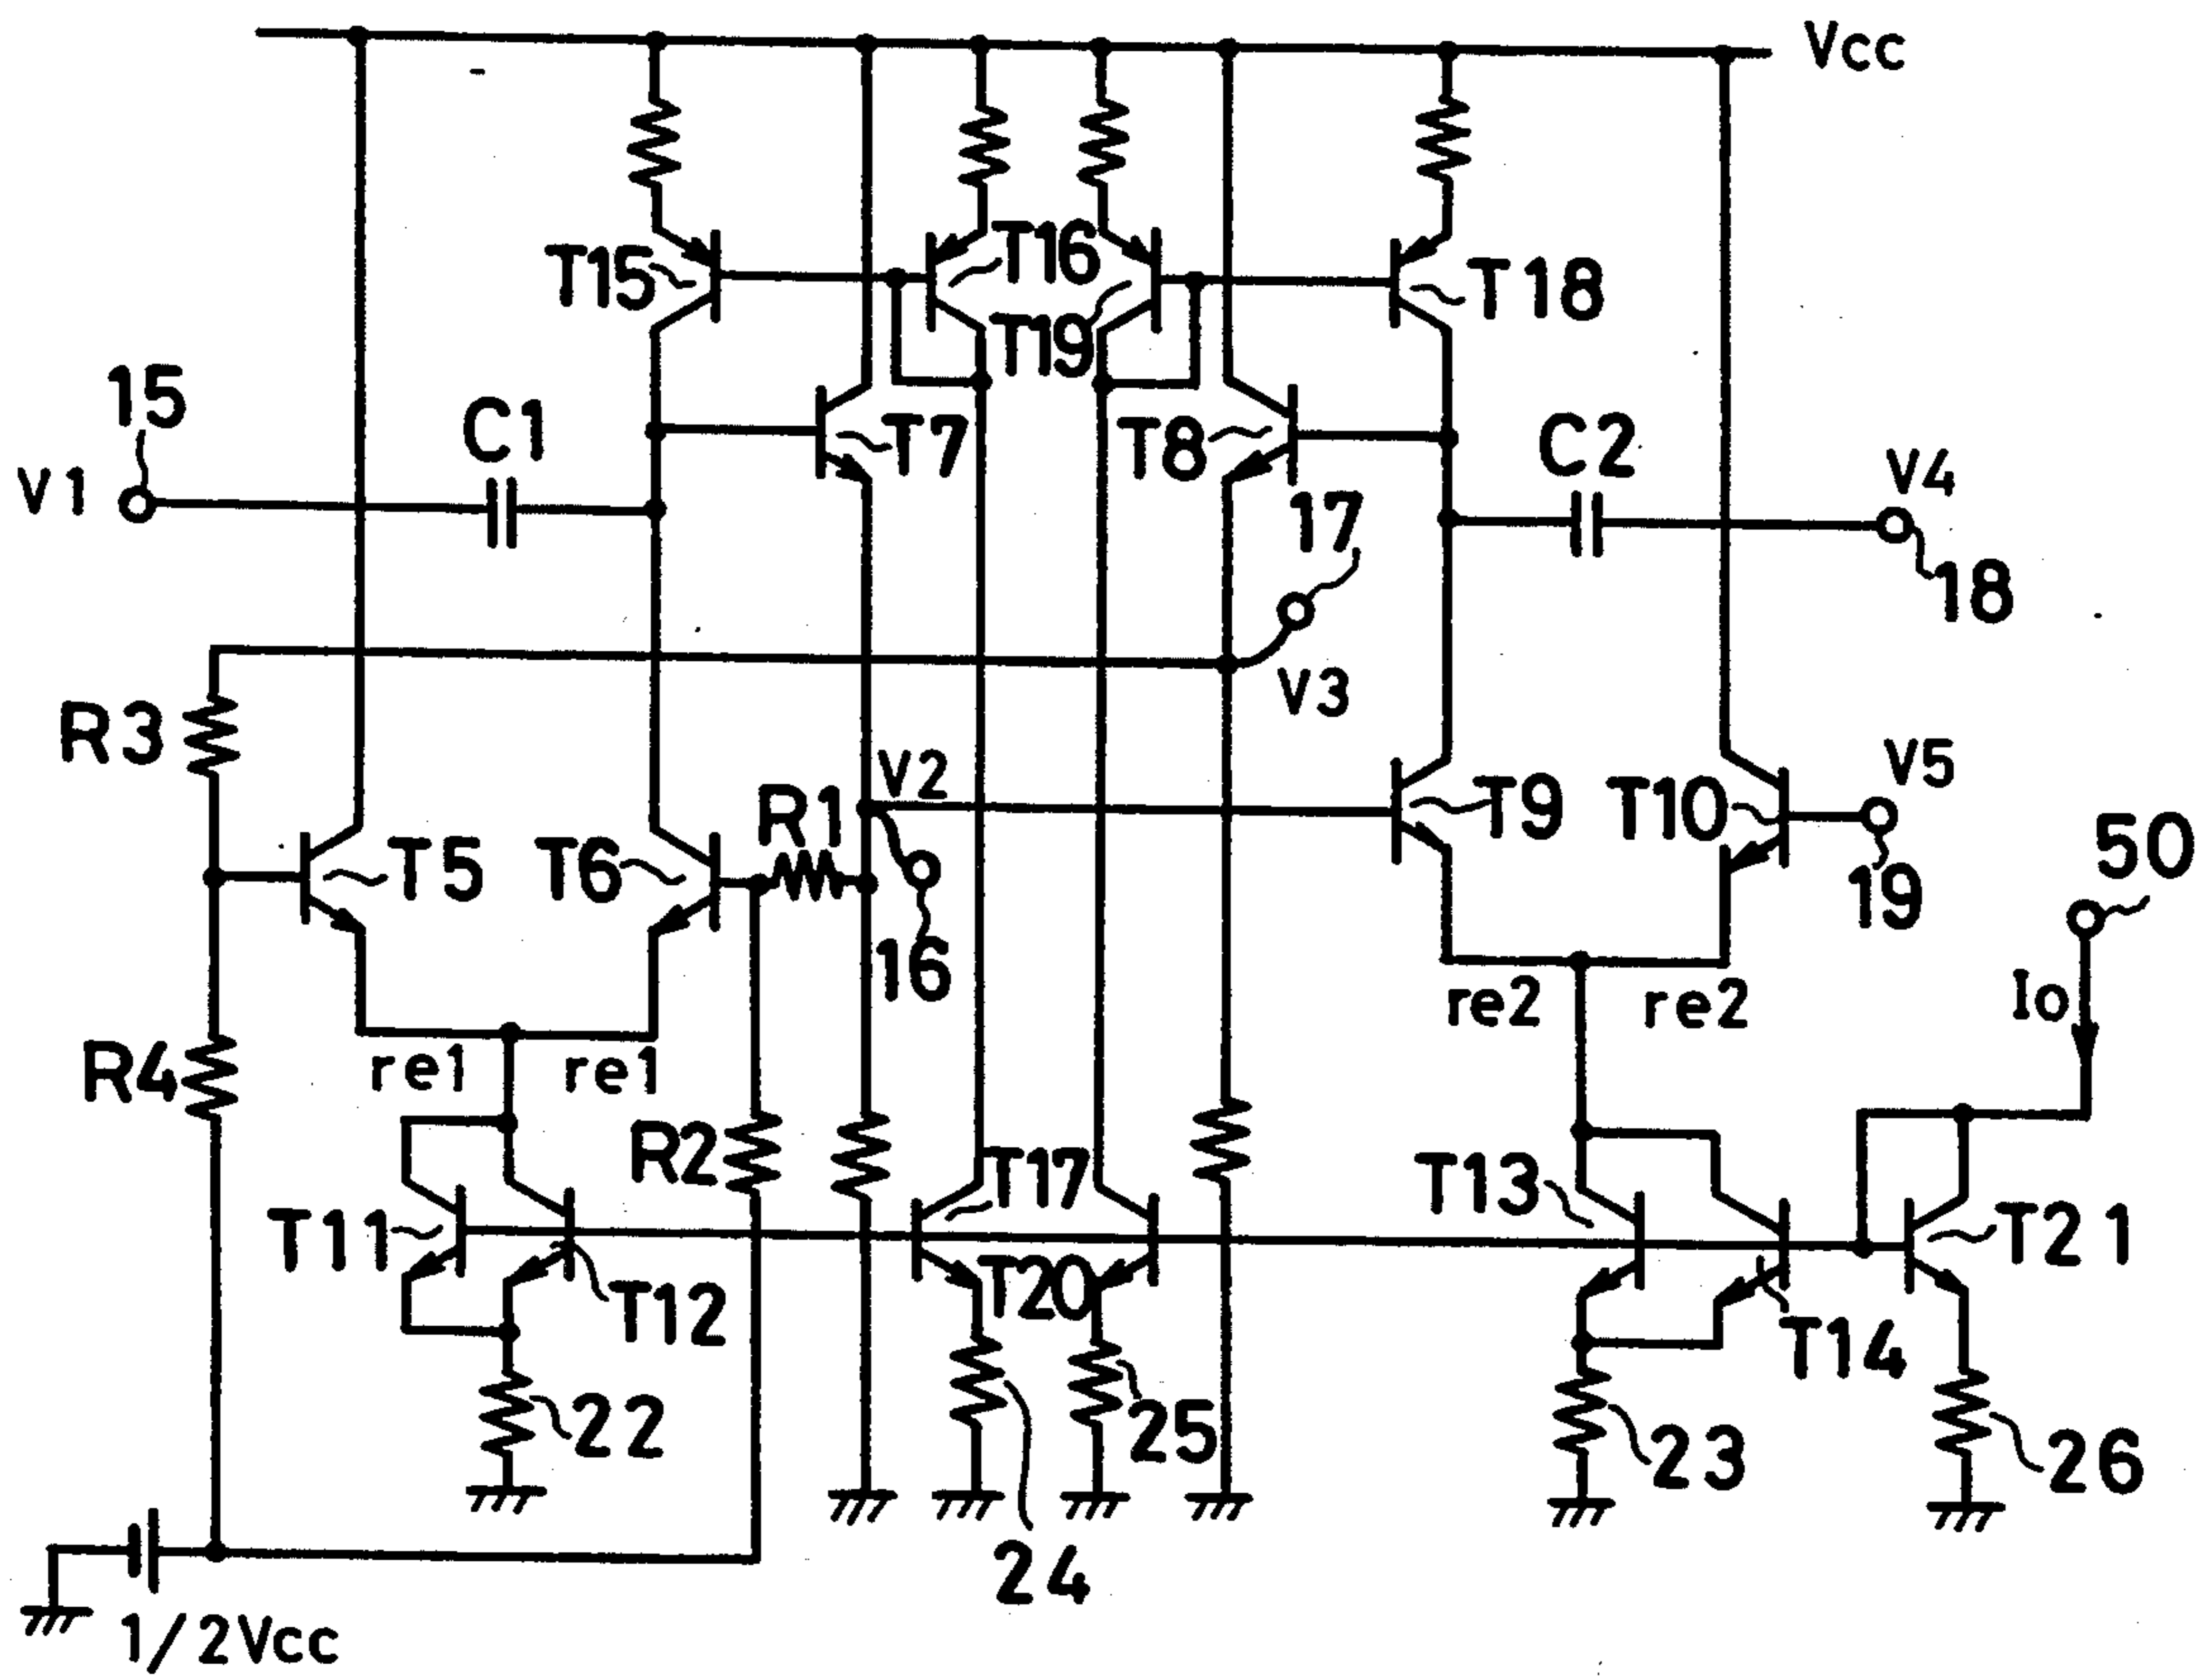 Vcc
T15
T16
T18
T19
15
C1
T7
T8
C2
V4
V1
17
18
R3
V3
V2
V5
R1
T9
T10
50
T5
T6
19
16
Io
re2
re2
R4
re1
re1
R2
T17
T13
T11
T21
T20
T12
T14
22
25
23
26
24
1/2Vcc